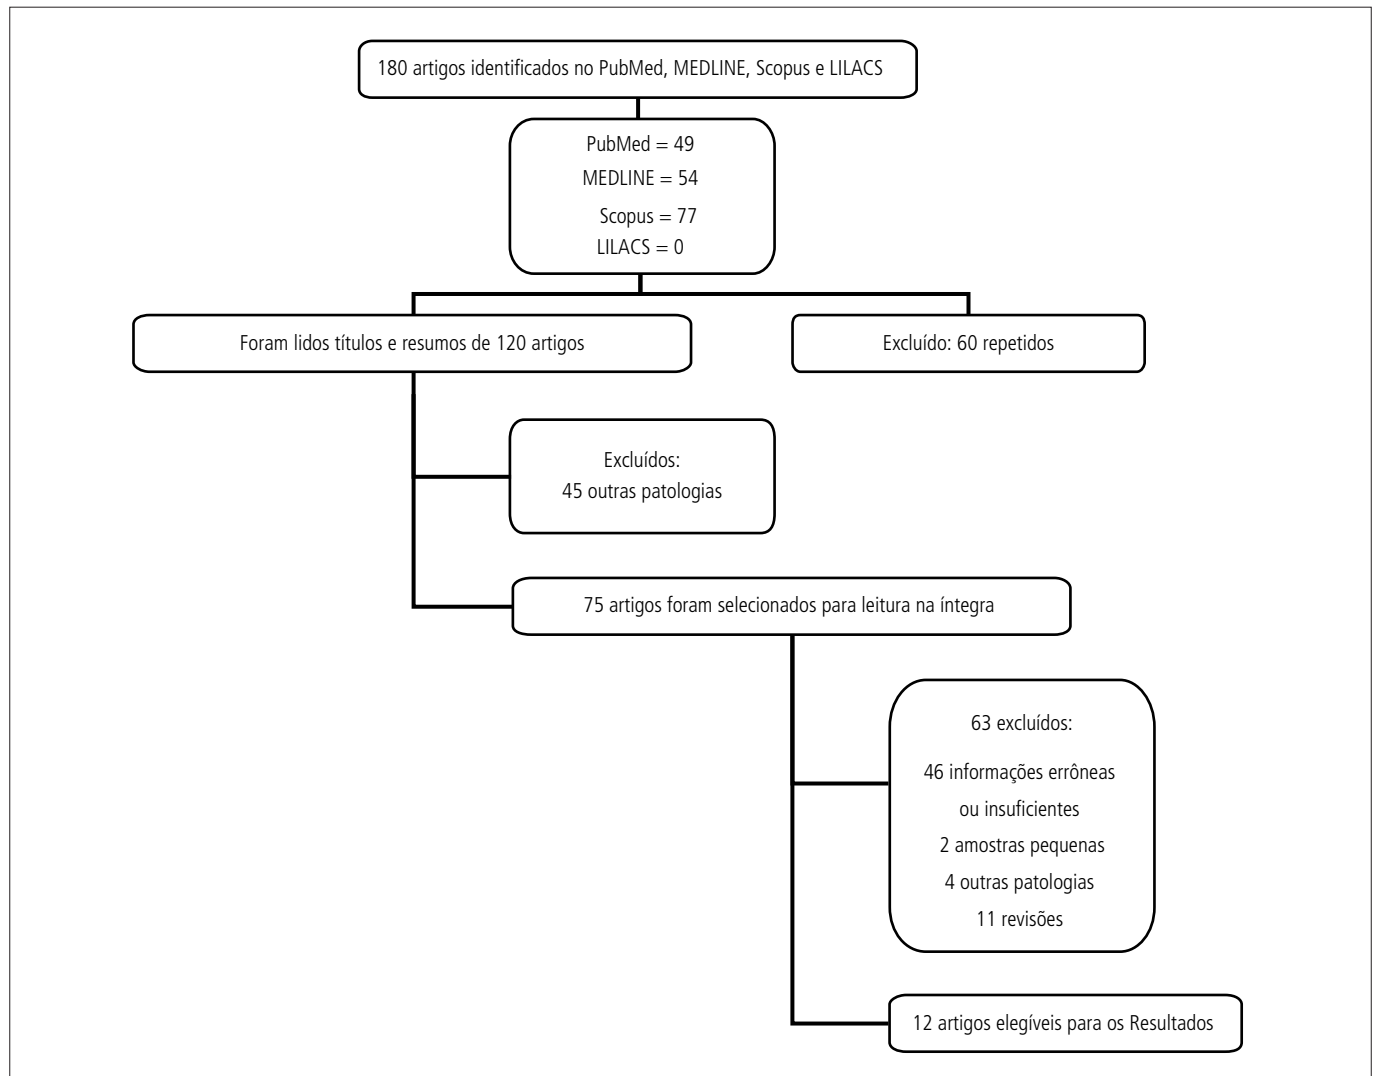 180 artigos identificados no PubMed, MEDLINE, Scopus e LILACS
PubMed = 49
MEDLINE = 54
Scopus = 77
LILACS = 0
Foram lidos títulos e resumos de 120 artigos
Excluído: 60 repetidos
Excluídos:
45 outras patologias
75 artigos foram selecionados para leitura na íntegra
63 excluídos:
46 informações errôneas
ou insuficientes
2 amostras pequenas
4 outras patologias
11 revisões
12 artigos elegíveis para os Resultados